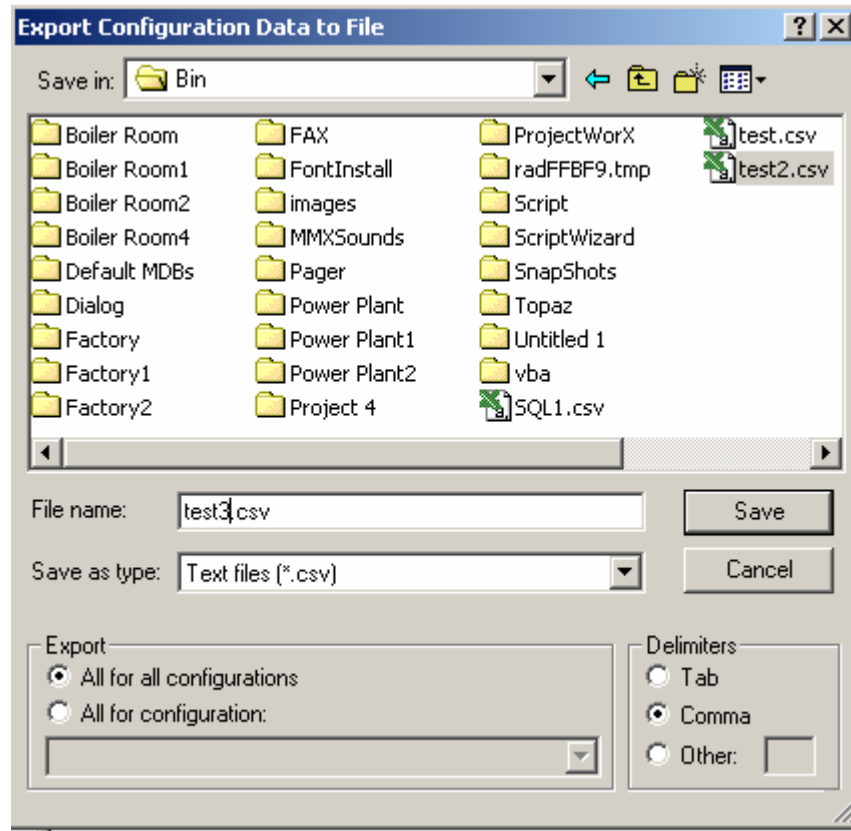 Export Configuration Data to File
Save in: Bin
Boiler Room FAX ProjectWorX test.csv
Boiler Room1 FontInstall radFFBF9.tmp test2.csv
Boiler Room2 images Script
Boiler Room4 MMXSounds ScriptWizard
Default MDBs Pager SnapShots
Dialog Power Plant Topaz
Factory Power Plant1 Untitled 1
Factory1 Power Plant2 vba
Factory2 Project 4 SQL1.csv
File name: test3.csv Save
Save as type: Text files (*.csv) Cancel
Export Delimiters
All for all configurations Tab
All for configuration: Comma
Other: